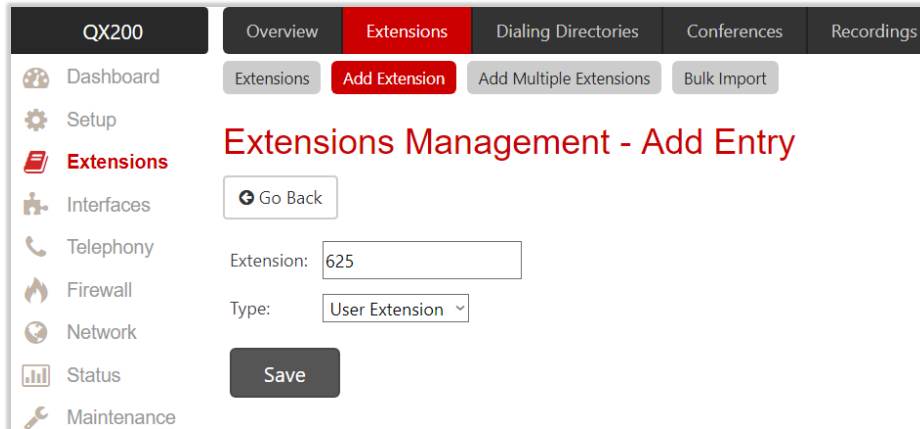 QX200
Overview Extensions Dialing Directories Conferences Recordings
Dashboard
Extensions Add Extension Add Multiple Extensions Bulk Import
Setup
Extensions
Extensions Management - Add Entry
Interfaces
Go Back
Telephony
Extension: 625
Firewall
Type: User Extension
Network
Status
Save
Maintenance